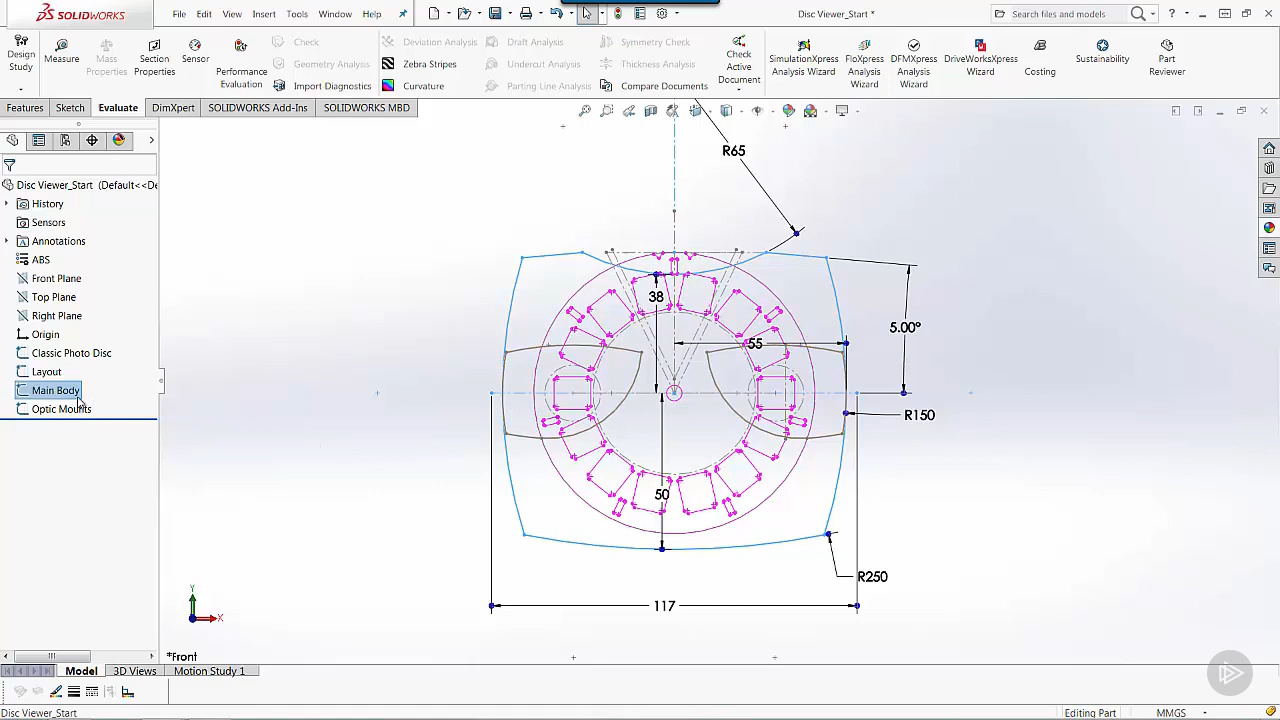 SOLIDWORKS File Edit View Insert Tools Window Help Disc Viewer_Start * Search files and models
Design Study
Measure
Mass Properties
Section Properties
Sensor
Performance Evaluation
Check
Geometry Analysis
Import Diagnostics
Deviation Analysis
Zebra Stripes
Curvature
Draft Analysis
Undercut Analysis
Parting Line Analysis
Symmetry Check
Thickness Analysis
Compare Documents
Check Active Document
SimulationXpress Analysis Wizard
FloXpress Analysis Wizard
DFMXpress Analysis Wizard
DriveWorksXpress Wizard
Costing
Sustainability
Part Reviewer
Features Sketch Evaluate DimXpert SOLIDWORKS Add-Ins SOLIDWORKS MBD
Disc Viewer_Start (Default<<De
History
Sensors
Annotations
ABS
Front Plane
Top Plane
Right Plane
Origin
Classic Photo Disc
Layout
Main Body
Optic Mounts
R65
38
55
5.00°
R150
50
R250
117
Y
X
*Front
Model 3D Views Motion Study 1
Disc Viewer_Start Editing Part MMGS